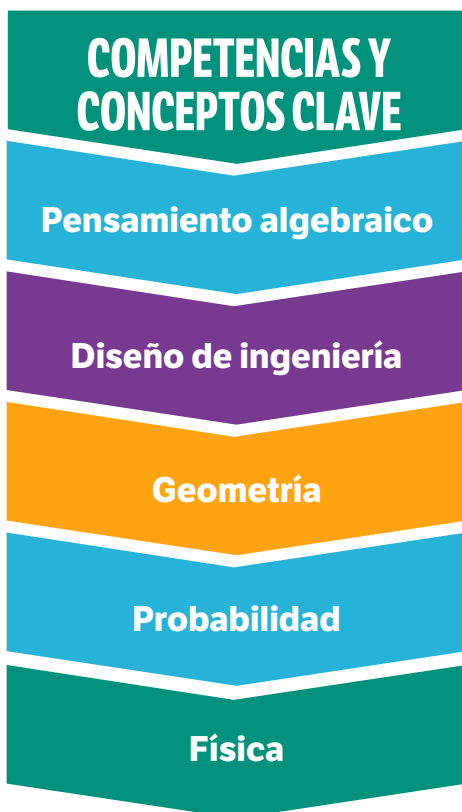 COMPETENCIAS Y
CONCEPTOS CLAVE
Pensamiento algebraico
Diseño de ingeniería
Geometría
Probabilidad
Física